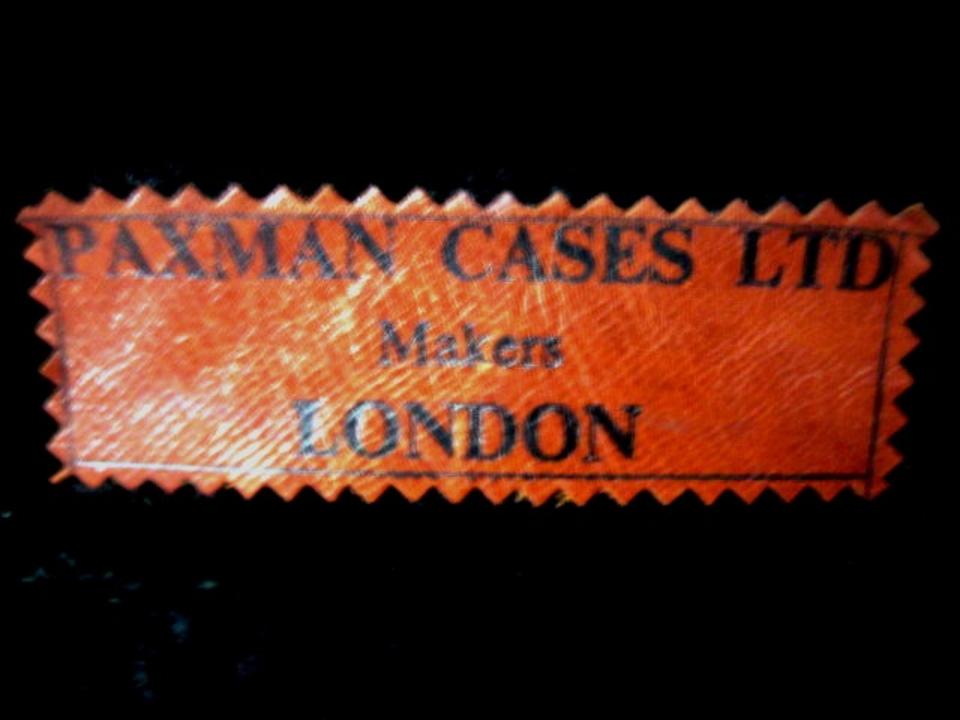 PAXMAN CASES LTD
Makers
LONDON